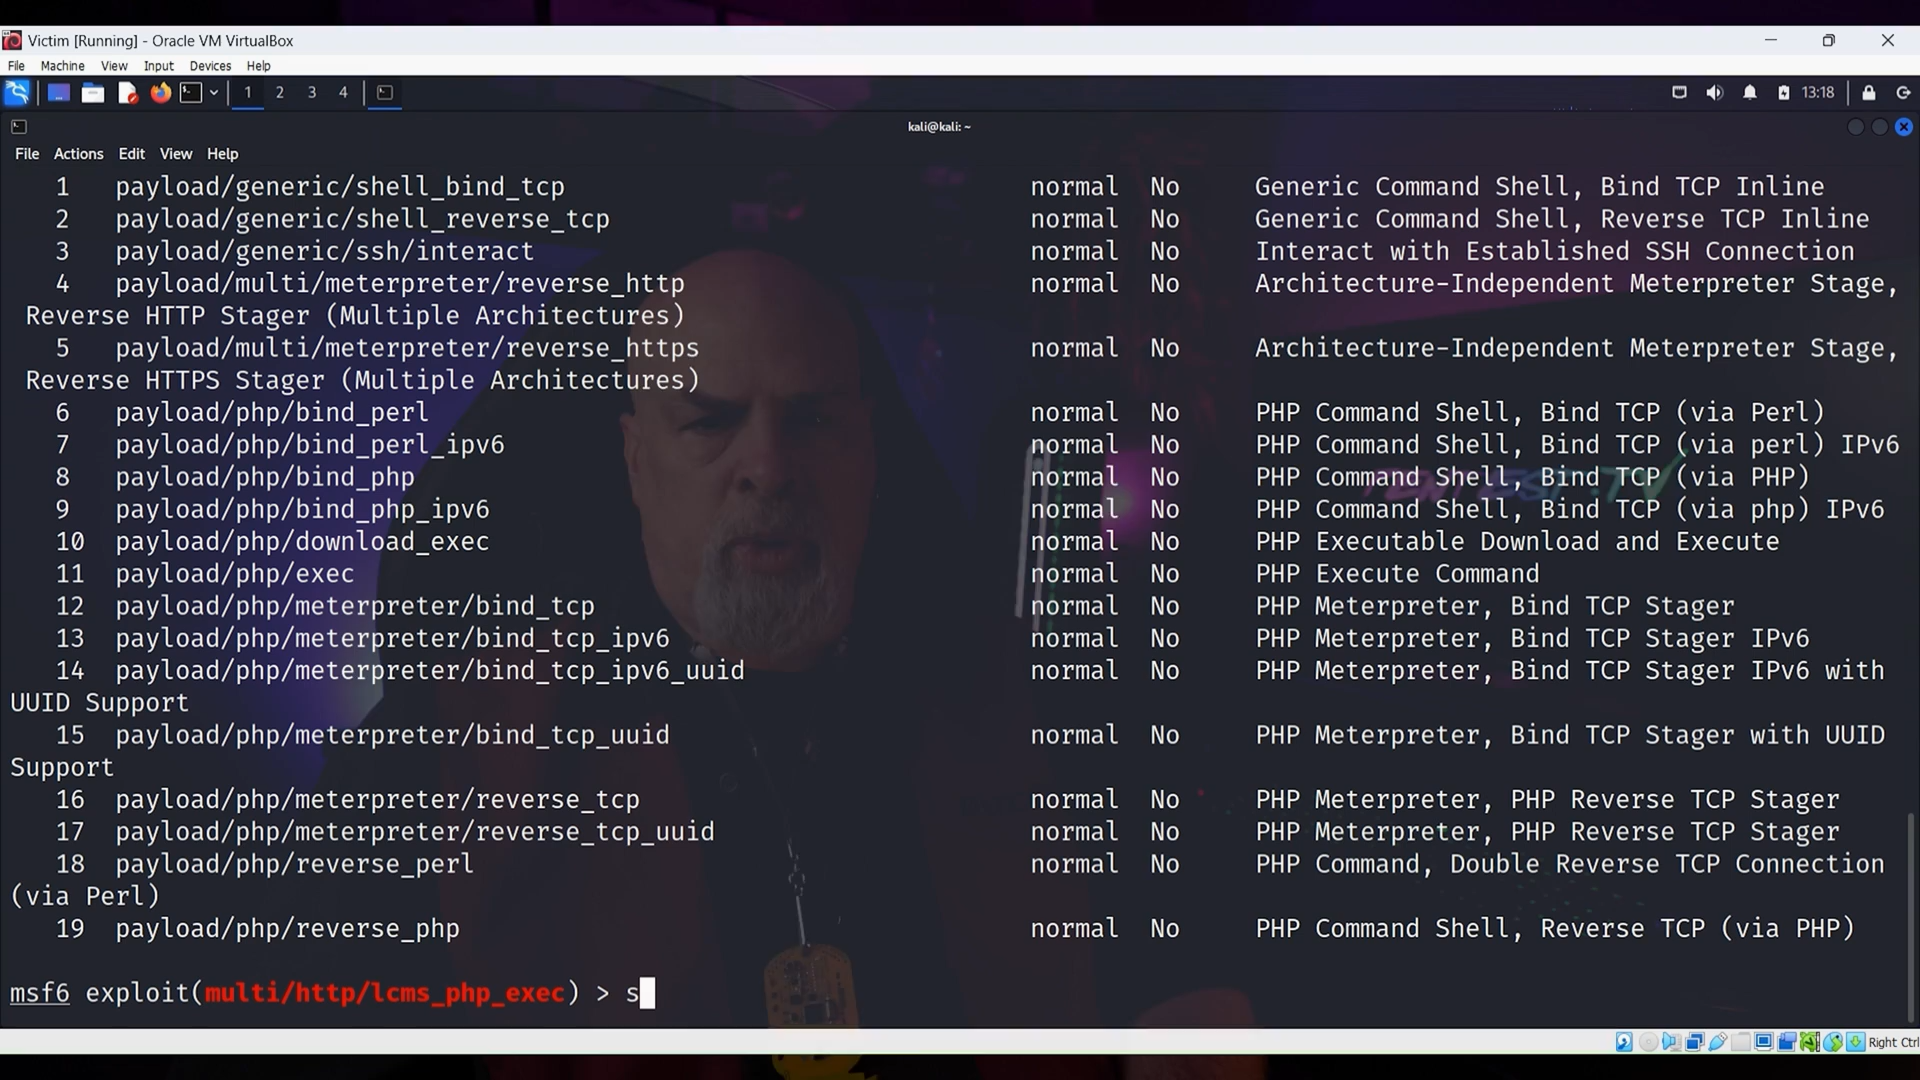 Victim [Running] - Oracle VM VirtualBox
File Machine View Input Devices Help
1 2 3 4 13:18
kali@kali: ~
File Actions Edit View Help
1 payload/generic/shell_bind_tcp normal No Generic Command Shell, Bind TCP Inline
2 payload/generic/shell_reverse_tcp normal No Generic Command Shell, Reverse TCP Inline
3 payload/generic/ssh/interact normal No Interact with Established SSH Connection
4 payload/multi/meterpreter/reverse_http normal No Architecture-Independent Meterpreter Stage,
Reverse HTTP Stager (Multiple Architectures)
5 payload/multi/meterpreter/reverse_https normal No Architecture-Independent Meterpreter Stage,
Reverse HTTPS Stager (Multiple Architectures)
6 payload/php/bind_perl normal No PHP Command Shell, Bind TCP (via Perl)
7 payload/php/bind_perl_ipv6 normal No PHP Command Shell, Bind TCP (via perl) IPv6
8 payload/php/bind_php normal No PHP Command Shell, Bind TCP (via PHP)
9 payload/php/bind_php_ipv6 normal No PHP Command Shell, Bind TCP (via php) IPv6
10 payload/php/download_exec normal No PHP Executable Download and Execute
11 payload/php/exec normal No PHP Execute Command
12 payload/php/meterpreter/bind_tcp normal No PHP Meterpreter, Bind TCP Stager
13 payload/php/meterpreter/bind_tcp_ipv6 normal No PHP Meterpreter, Bind TCP Stager IPv6
14 payload/php/meterpreter/bind_tcp_ipv6_uuid normal No PHP Meterpreter, Bind TCP Stager IPv6 with
UUID Support
15 payload/php/meterpreter/bind_tcp_uuid normal No PHP Meterpreter, Bind TCP Stager with UUID
Support
16 payload/php/meterpreter/reverse_tcp normal No PHP Meterpreter, PHP Reverse TCP Stager
17 payload/php/meterpreter/reverse_tcp_uuid normal No PHP Meterpreter, PHP Reverse TCP Stager
18 payload/php/reverse_perl normal No PHP Command, Double Reverse TCP Connection
(via Perl)
19 payload/php/reverse_php normal No PHP Command Shell, Reverse TCP (via PHP)
msf6 exploit(multi/http/lcms_php_exec) > s
Right Ctrl